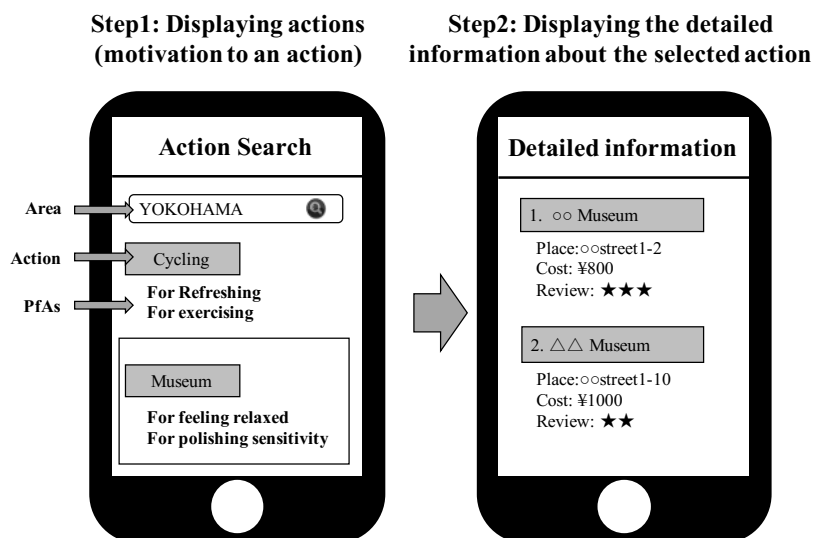 Step1: Displaying actions
(motivation to an action)
Step2: Displaying the detailed
information about the selected action
Action Search
Area
YOKOHAMA
Action
Cycling
PfAs
For Refreshing
For exercising
Museum
For feeling relaxed
For polishing sensitivity
Detailed information
1. ○○ Museum
Place:○○street1-2
Cost: ¥800
Review: ★★★
2. △△ Museum
Place:○○street1-10
Cost: ¥1000
Review: ★★